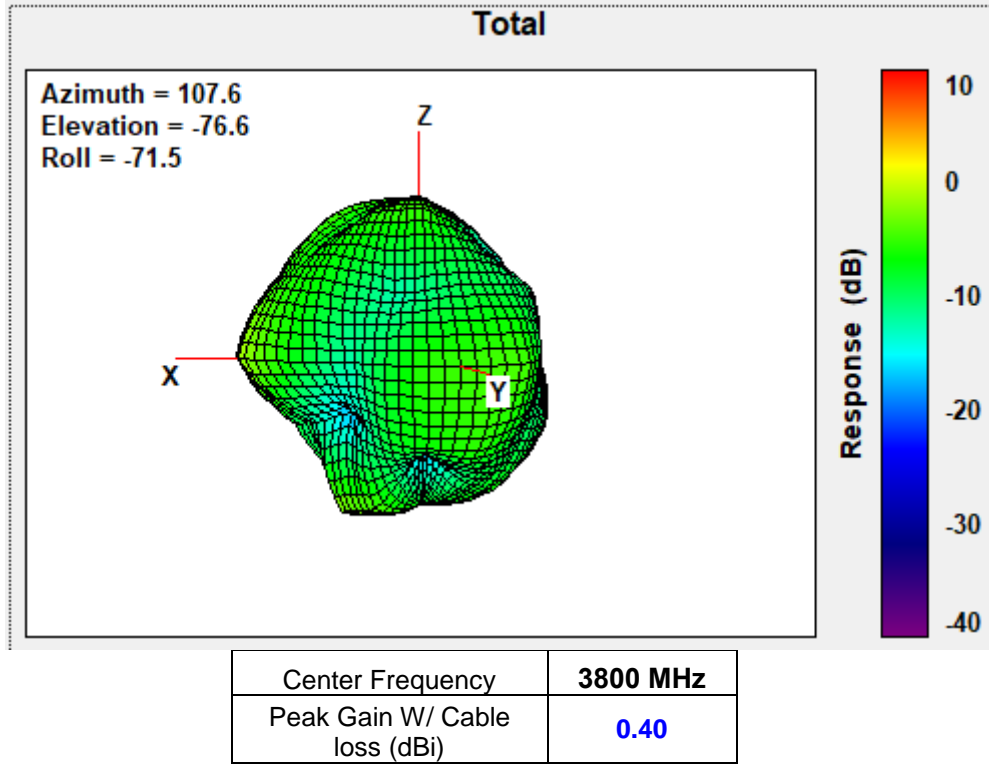 Total
Azimuth = 107.6
Elevation = -76.6
Roll = -71.5
Z
X
Y
10
0
-10
-20
-30
-40
Response (dB)
Center Frequency 3800 MHz
Peak Gain W/ Cable
loss (dBi) 0.40